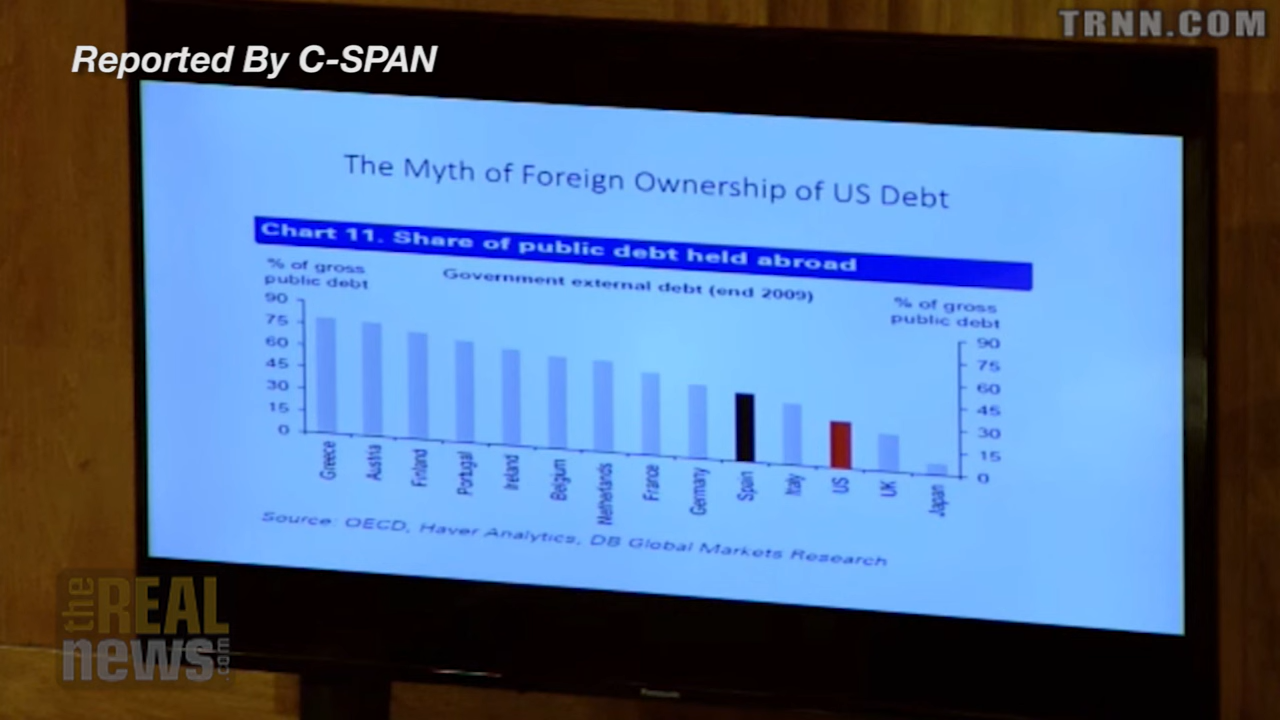 TRNN.COM
Reported By C-SPAN
The Myth of Foreign Ownership of US Debt
Chart 11. Share of public debt held abroad
% of gross
public debt
Government external debt (end 2009)
% of gross
public debt
90
75
60
45
30
15
0
90
75
60
45
30
15
0
Greece
Austria
Finland
Portugal
Ireland
Belgium
Netherlands
France
Germany
Spain
Italy
US
UK
Japan
Source: OECD, Haver Analytics, DB Global Markets Research
the REAL
news.com
Panasonic